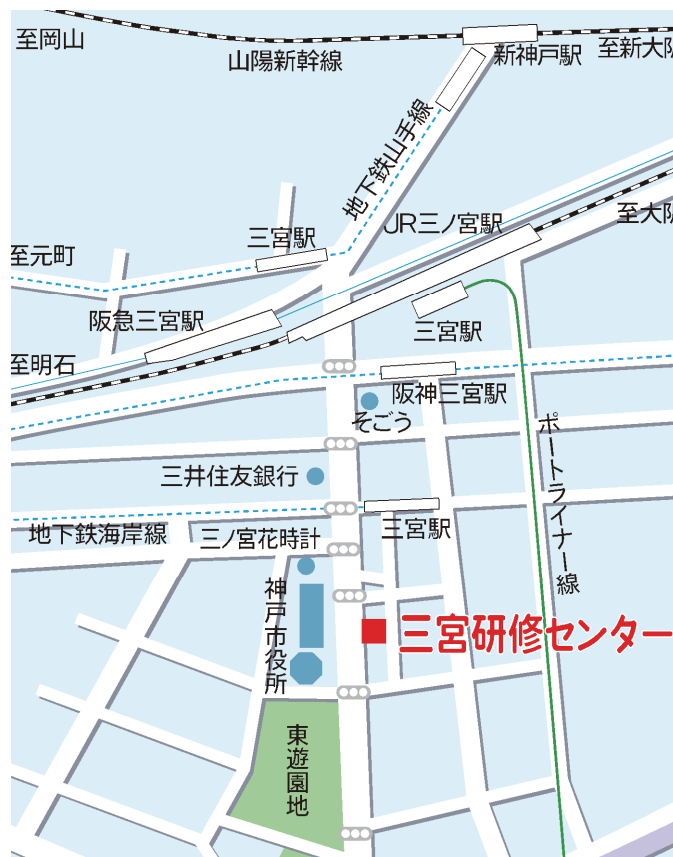 至岡山
山陽新幹線
新神戸駅
至新大阪
地下鉄山手線
JR三ノ宮駅
至大阪
三宮駅
至元町
阪急三宮駅
三宮駅
至明石
阪神三宮駅
そごう
ポートライナー線
三井住友銀行
地下鉄海岸線
三ノ宮花時計
三宮駅
神戸市役所
三宮研修センター
東遊園地